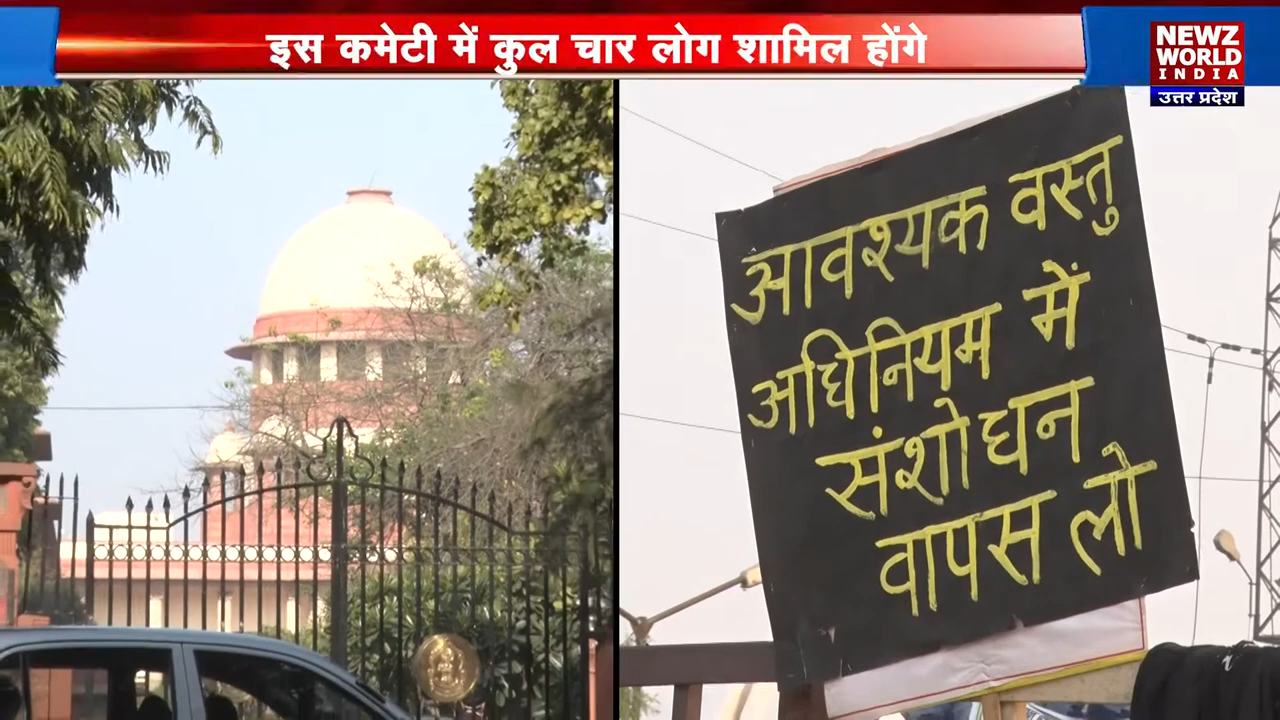 इस कमेटी में कुल चार लोग शामिल होंगे
NEWZ
WORLD
INDIA
उत्तर प्रदेश
आवश्यक वस्तु
अधिनियम में
संशोधन
वापस लो